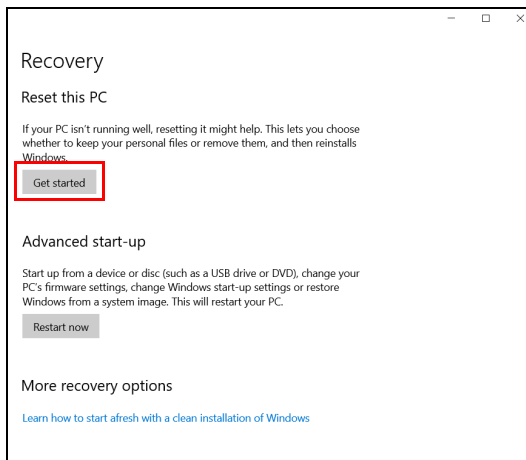 Recovery
Reset this PC
If your PC isn't running well, resetting it might help. This lets you choose
whether to keep your personal files or remove them, and then reinstalls
Windows.
Get started
Advanced start-up
Start up from a device or disc (such as a USB drive or DVD), change your
PC's firmware settings, change Windows start-up settings or restore
Windows from a system image. This will restart your PC.
Restart now
More recovery options
Learn how to start afresh with a clean installation of Windows